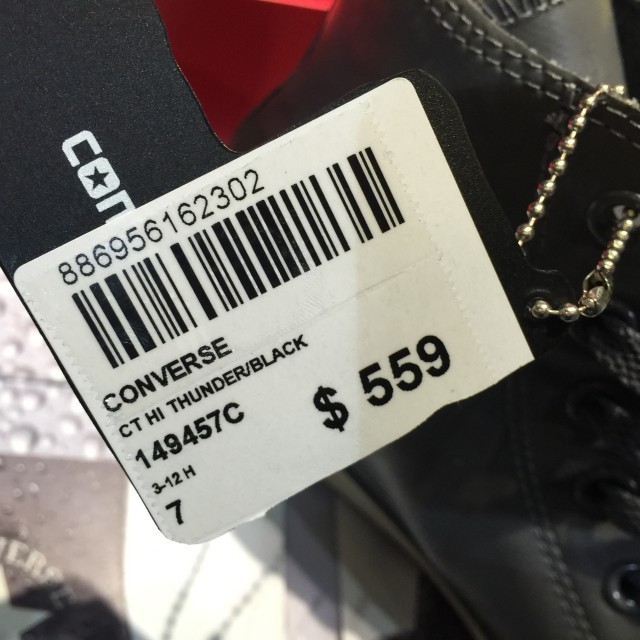 886956162302
CONVERSE
CT HI THUNDER/BLACK
149457C
$ 559
3-12 H
7